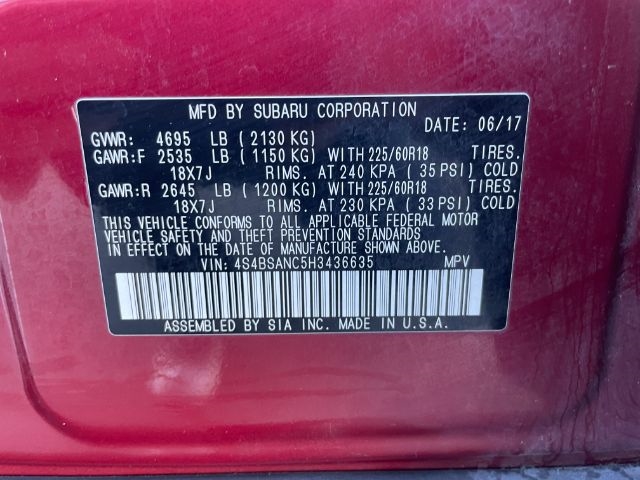 MFD BY SUBARU CORPORATION
DATE: 06/17
GVWR: 4695 LB (2130 KG)
GAWR:F 2535 LB (1150 KG) WITH 225/60R18 TIRES.
18X7J RIMS. AT 240 KPA (35 PSI) COLD
GAWR:R 2645 LB (1200 KG) WITH 225/60R18 TIRES.
18X7J RIMS. AT 230 KPA (33 PSI) COLD
THIS VEHICLE CONFORMS TO ALL APPLICABLE FEDERAL MOTOR
VEHICLE SAFETY AND THEFT PREVENTION STANDARDS
IN EFFECT ON THE DATE OF MANUFACTURE SHOWN ABOVE.
VIN: 4S4BSANC5H3436635 MPV
ASSEMBLED BY SIA INC. MADE IN U.S.A.